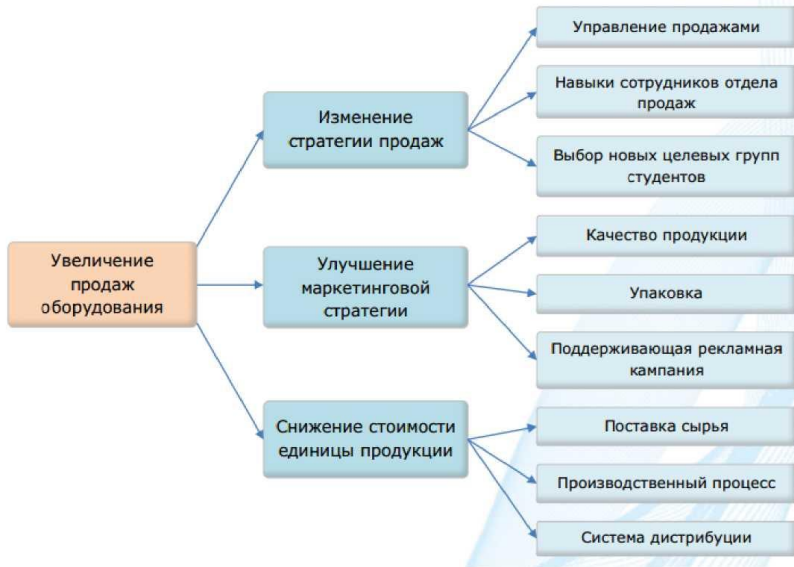 Управление продажами
Навыки сотрудников отдела
продаж
Изменение
стратегии продаж
Выбор новых целевых групп
студентов
Увеличение
продаж
оборудования
Качество продукции
Улучшение
маркетинговой
стратегии
Упаковка
Поддерживающая рекламная
кампания
Снижение стоимости
единицы продукции
Поставка сырья
Производственный процесс
Система дистрибуции